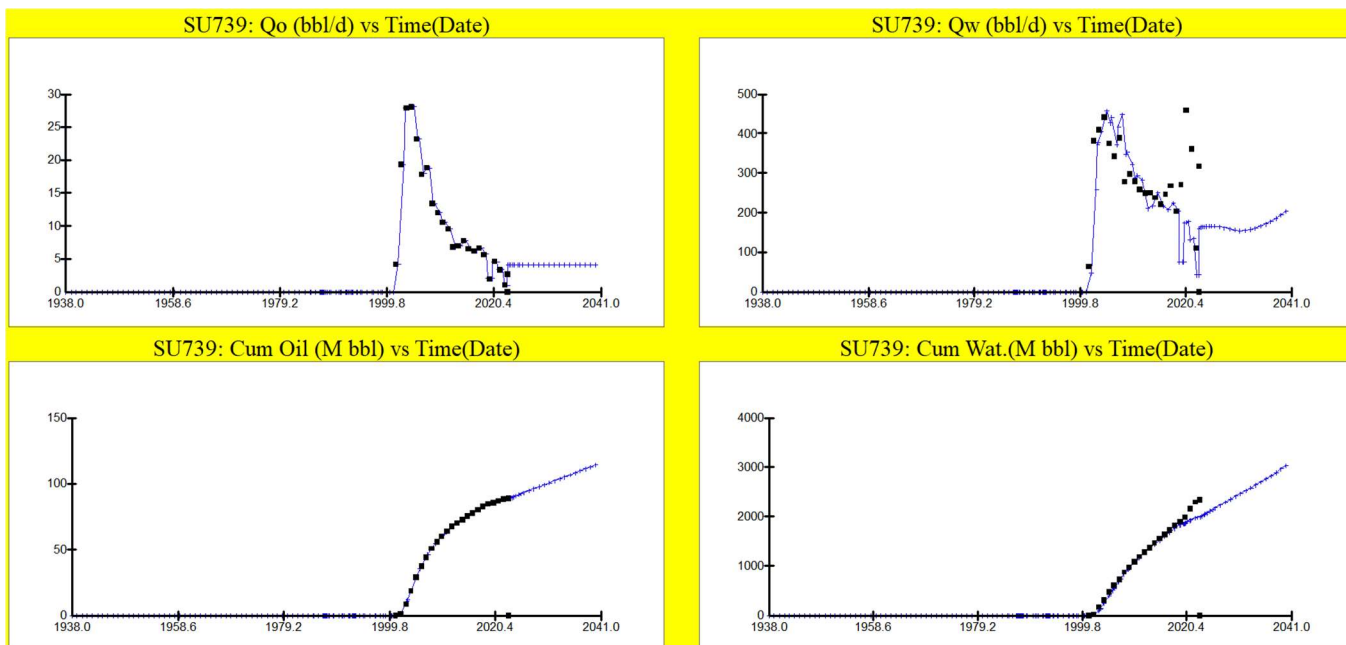 SU739: Qo (bbl/d) vs Time(Date)
30
25
20
15
10
5
0
1938.0 1958.6 1979.2 1999.8 2020.4 2041.0
SU739: Qw (bbl/d) vs Time(Date)
500
400
300
200
100
0
1938.0 1958.6 1979.2 1999.8 2020.4 2041.0
SU739: Cum Oil (M bbl) vs Time(Date)
150
100
50
0
1938.0 1958.6 1979.2 1999.8 2020.4 2041.0
SU739: Cum Wat.(M bbl) vs Time(Date)
4000
3000
2000
1000
0
1938.0 1958.6 1979.2 1999.8 2020.4 2041.0